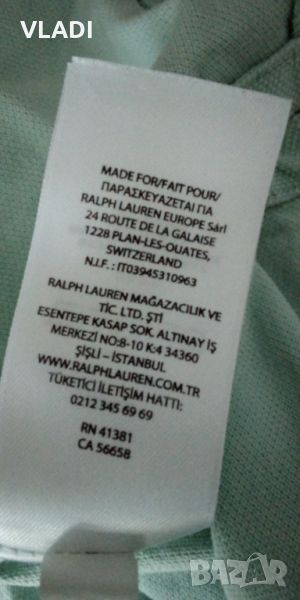 VLADI
MADE FOR/FAIT POUR/
ΠΑΡΑΣΚΕΥΑΖΕΤΑΙ ΓΙΑ
RALPH LAUREN EUROPE Sàrl
24 ROUTE DE LA GALAISE
1228 PLAN-LES-OUATES,
SWITZERLAND
N.I.F. : IT03945310963
RALPH LAUREN MAĞAZACILIK VE
TİC. LTD. ŞTİ
ESENTEPE KASAP SOK. ALTINAY İŞ
MERKEZİ NO:8-10 K:4 34360
ŞİŞLİ – İSTANBUL
WWW.RALPHLAUREN.COM.TR
TÜKETİCİ İLETİŞİM HATTI:
0212 345 69 69
RN 41381
CA 56658
BAZAR
bg